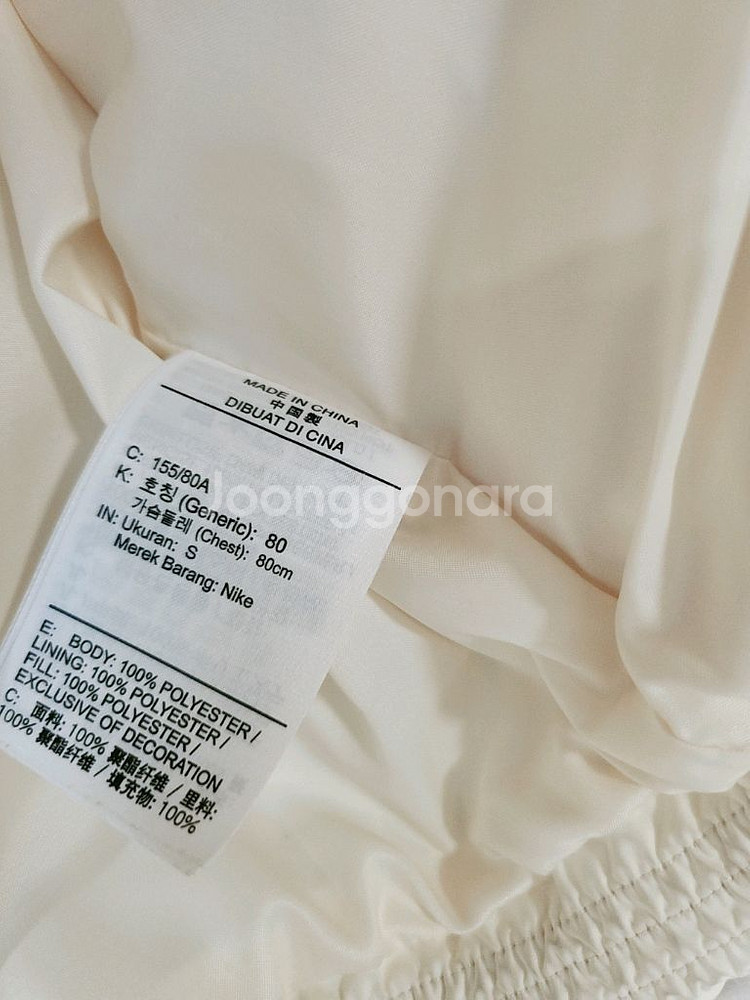 MADE IN CHINA
中國製
DIBUAT DI CINA
C: 155/80A
K: 호칭 (Generic): 80
가슴둘레 (Chest): 80cm
IN: Ukuran: S
Merek Barang: Nike
E: BODY: 100% POLYESTER /
LINING: 100% POLYESTER /
FILL: 100% POLYESTER /
EXCLUSIVE OF DECORATION
C: 面料: 100% 聚酯纤维 / 里料:
100% 聚酯纤维 / 填充物: 100%
Joonggonara